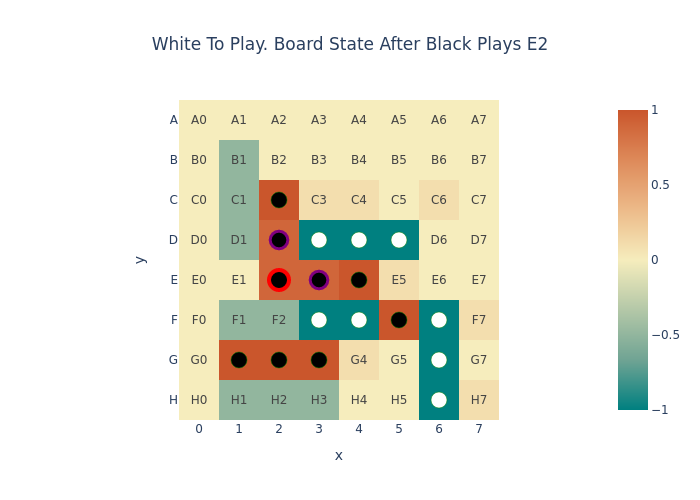 White To Play. Board State After Black Plays E2
A A0 A1 A2 A3 A4 A5 A6 A7
B B0 B1 B2 B3 B4 B5 B6 B7
C C0 C1 C3 C4 C5 C6 C7
D D0 D1 D6 D7
E E0 E1 E5 E6 E7
F F0 F1 F2 F7
G G0 G4 G5 G7
H H0 H1 H2 H3 H4 H5 H7
0 1 2 3 4 5 6 7
x
y
1
0.5
0
−0.5
−1